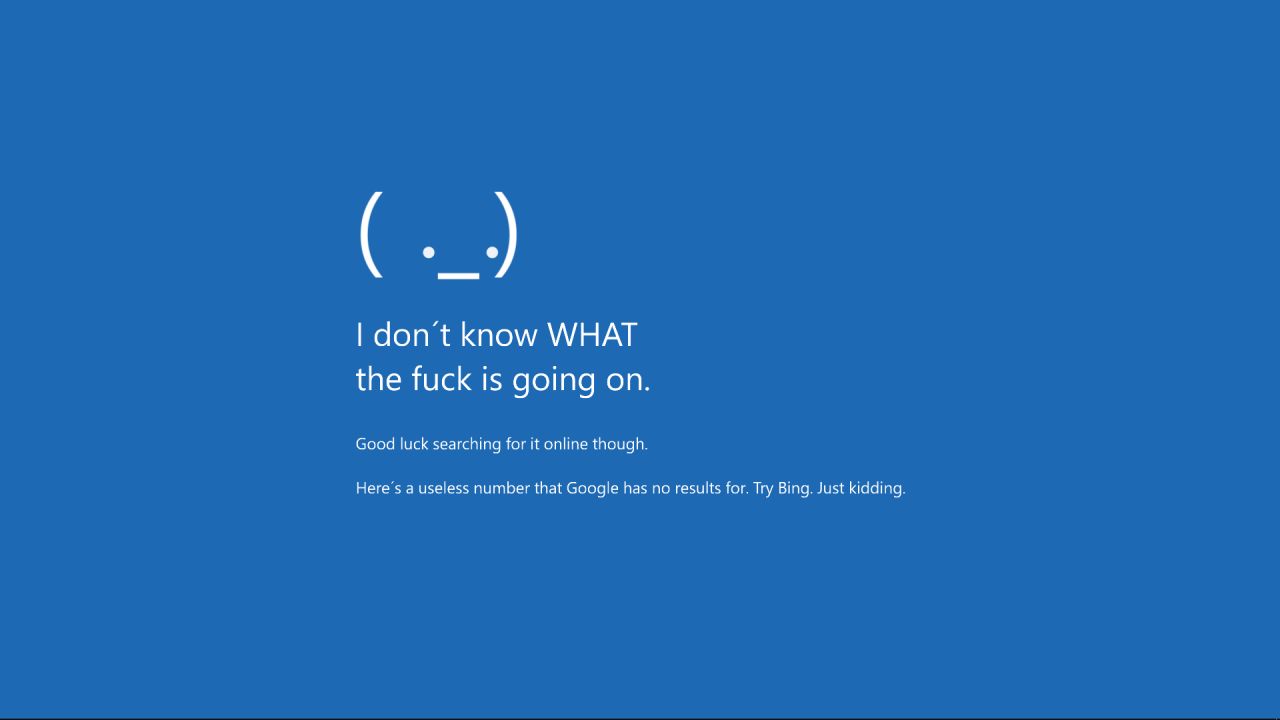 ( ._.)
I don´t know WHAT
the fuck is going on.
Good luck searching for it online though.
Here´s a useless number that Google has no results for. Try Bing. Just kidding.